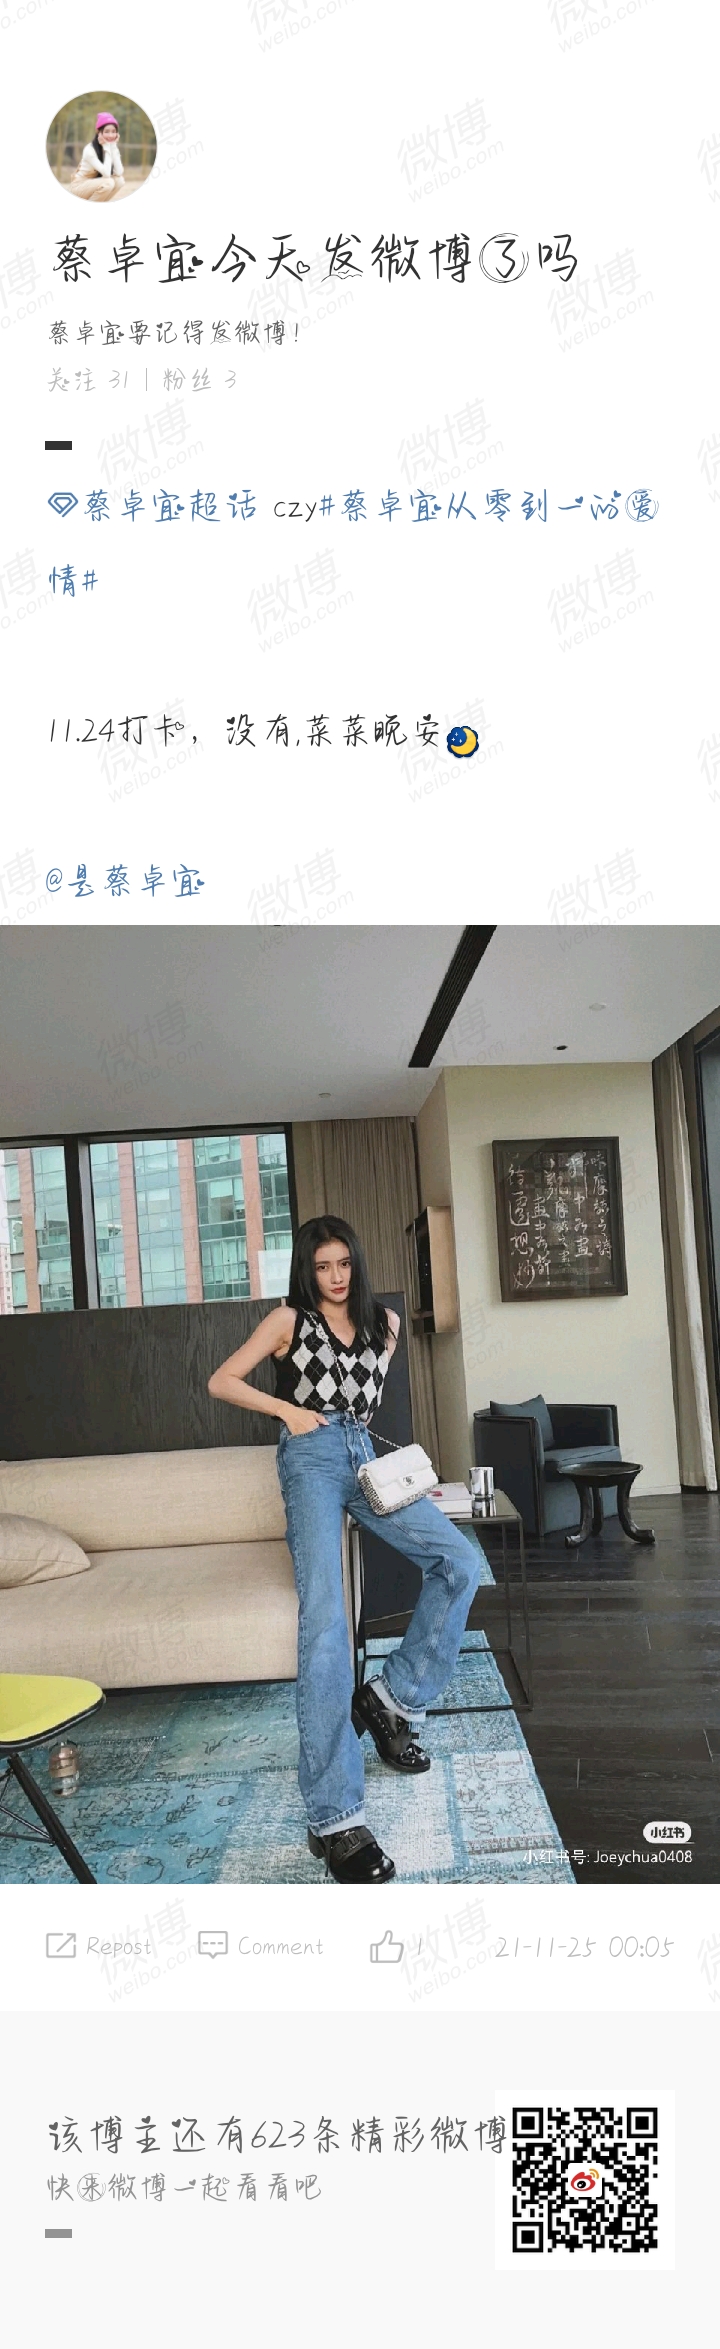 蔡卓宜今天发微博了吗
蔡卓宜要记得发微博！
关注 31 | 粉丝 3
蔡卓宜超话 czy#蔡卓宜从零到一的爱
情#
11.24打卡，没有,菜菜晚安
@是蔡卓宜
小红书
小红书号: Joeychua0408
Repost Comment 1 21-11-25 00:05
该博主还有623条精彩微博
快来微博一起看看吧
微博
weibo.com